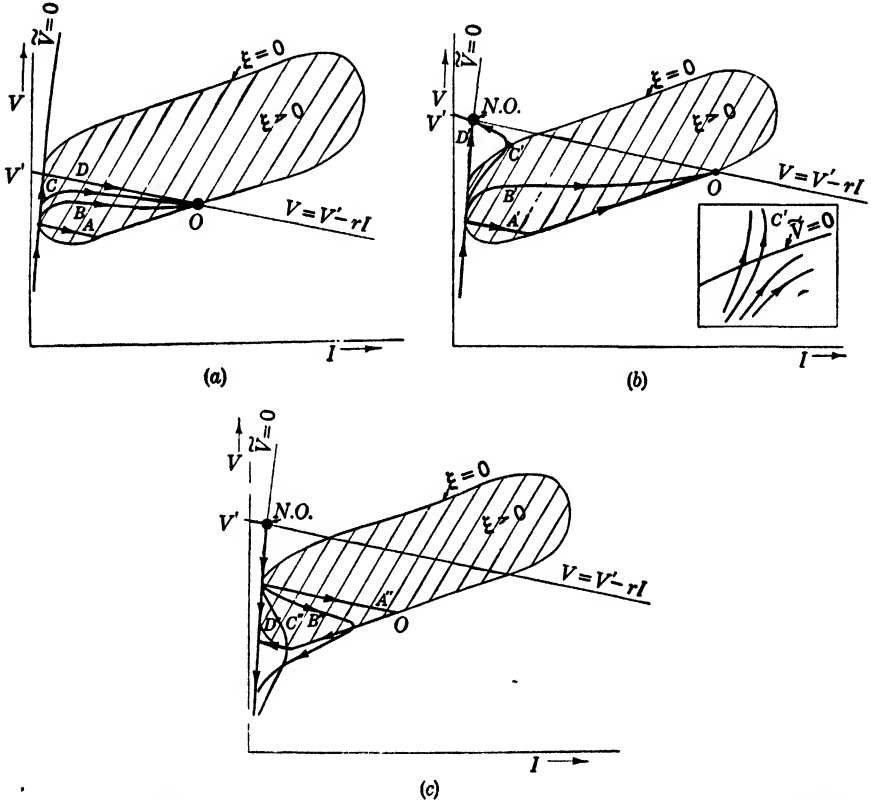 Ṽ=0
V
V'
ξ=0
ξ>0
C
D
B
A
O
V=V'-rI
I
(a)
Ṽ=0
V
V'
N.O.
D'
C'
ξ=0
ξ>0
B'
A'
O
V=V'-rI
C'
Ṽ=0
I
(b)
Ṽ=0
V
V'
N.O.
ξ=0
ξ>0
V=V'-rI
D"
C"
B"
A"
O
I
(c)